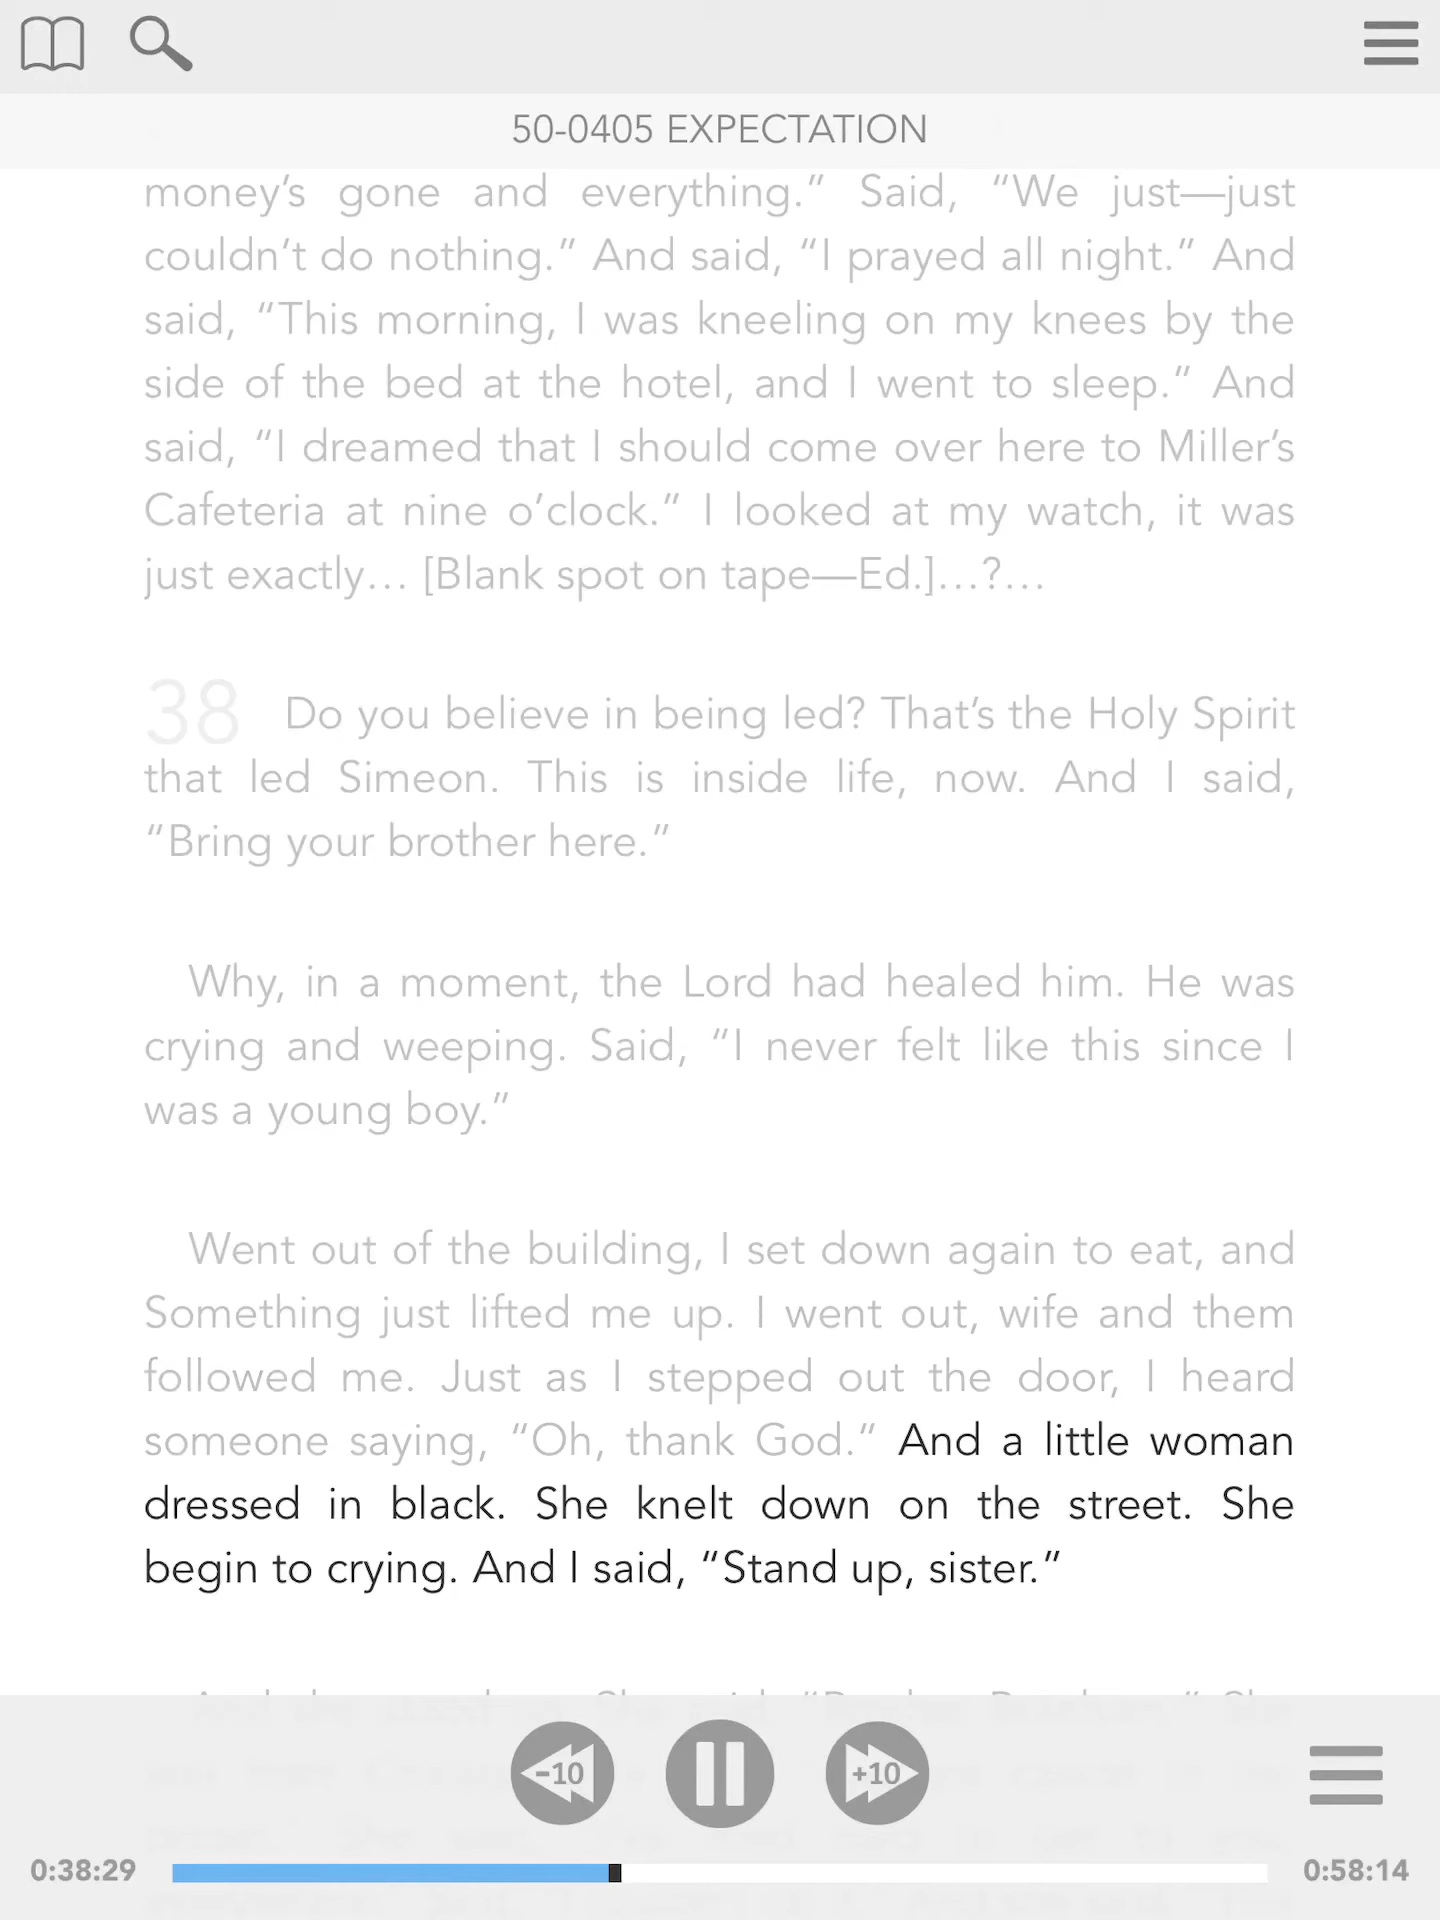 50-0405 EXPECTATION
money’s gone and everything.” Said, “We just—just
couldn’t do nothing.” And said, “I prayed all night.” And
said, “This morning, I was kneeling on my knees by the
side of the bed at the hotel, and I went to sleep.” And
said, “I dreamed that I should come over here to Miller’s
Cafeteria at nine o’clock.” I looked at my watch, it was
just exactly… [Blank spot on tape—Ed.]…?…
38 Do you believe in being led? That’s the Holy Spirit
that led Simeon. This is inside life, now. And I said,
“Bring your brother here.”
Why, in a moment, the Lord had healed him. He was
crying and weeping. Said, “I never felt like this since I
was a young boy.”
Went out of the building, I set down again to eat, and
Something just lifted me up. I went out, wife and them
followed me. Just as I stepped out the door, I heard
someone saying, “Oh, thank God.” And a little woman
dressed in black. She knelt down on the street. She
begin to crying. And I said, “Stand up, sister.”
-10
+10
0:38:29
0:58:14